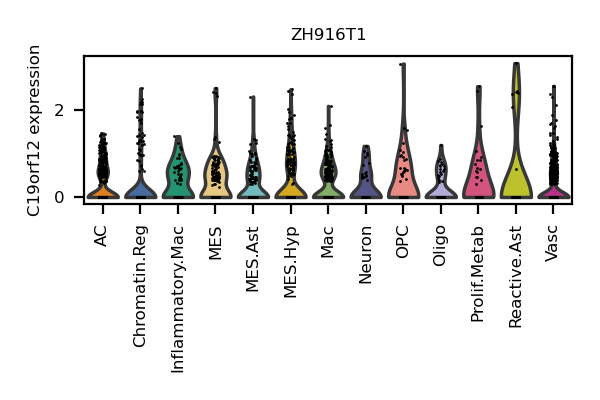 ZH916T1
C19orf12 expression
2
0
AC
Chromatin.Reg
Inflammatory.Mac
MES
MES.Ast
MES.Hyp
Mac
Neuron
OPC
Oligo
Prolif.Metab
Reactive.Ast
Vasc